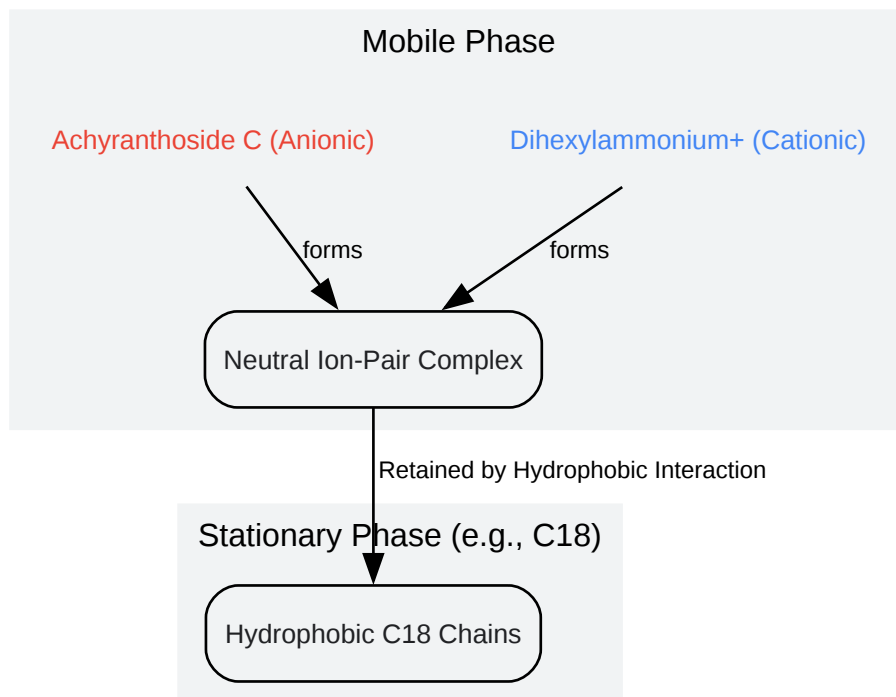 Mobile Phase
Achyranthoside C (Anionic)
Dihexylammonium+ (Cationic)
forms
forms
Neutral Ion-Pair Complex
Retained by Hydrophobic Interaction
Stationary Phase (e.g., C18)
Hydrophobic C18 Chains